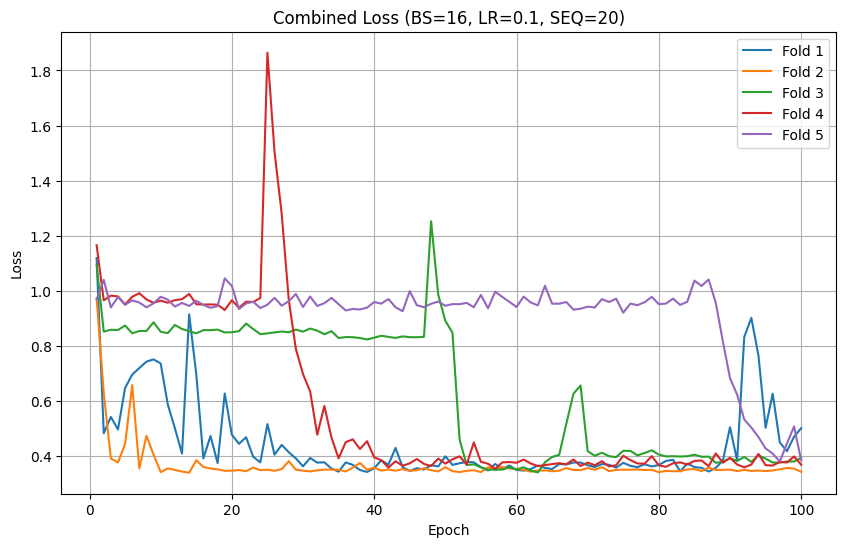 Combined Loss (BS=16, LR=0.1, SEQ=20)
Fold 1
Fold 2
Fold 3
Fold 4
Fold 5
Loss
1.8
1.6
1.4
1.2
1.0
0.8
0.6
0.4
0
20
40
60
80
100
Epoch